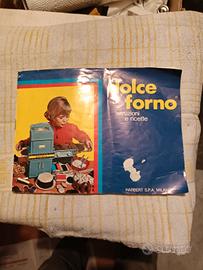 dolce
forno
istruzioni
e ricette
HARBERT S.P.A. MILANO